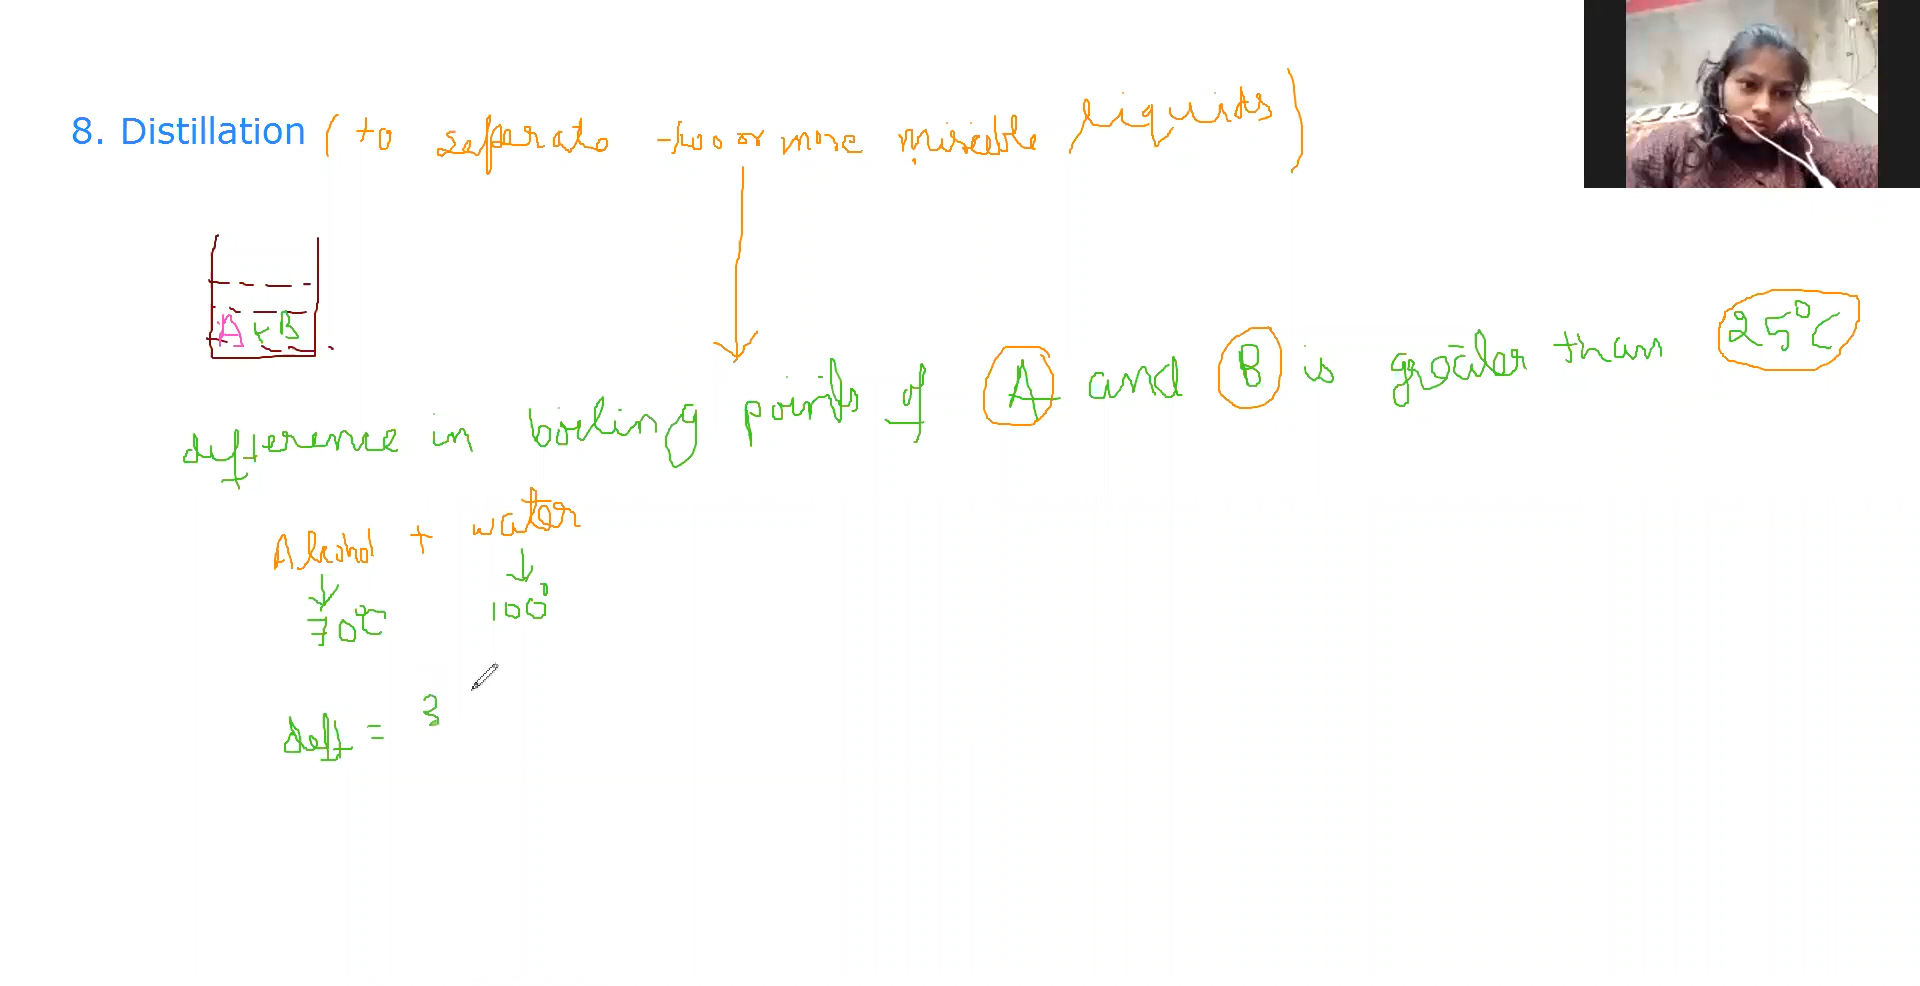 8. Distillation ( to seperate two or more miscible liquids )
A + B
difference in boiling points of A and B is greater than 25°C
Alcohol + water
70°C 100°
diff = 3